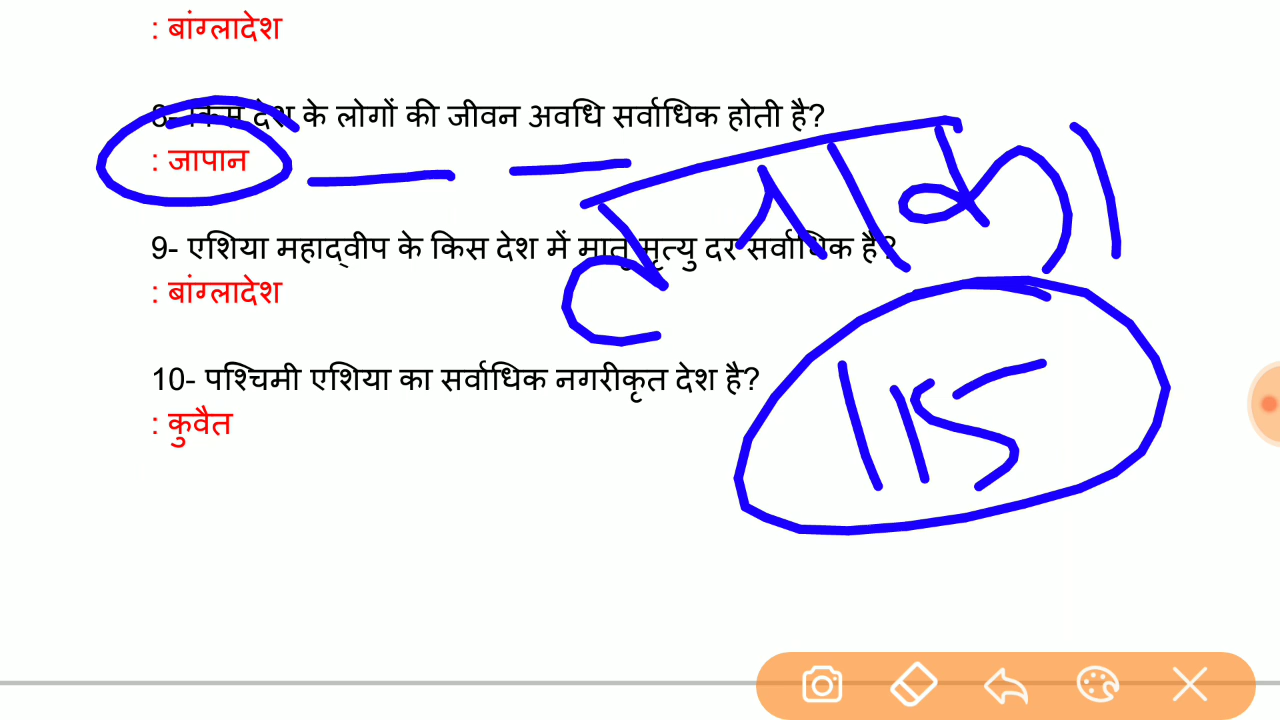 : बांग्लादेश
8- किस देश के लोगों की जीवन अवधि सर्वाधिक होती है?
: जापान
9- एशिया महाद्वीप के किस देश में मातृ मृत्यु दर सर्वाधिक है?
: बांग्लादेश
10- पश्चिमी एशिया का सर्वाधिक नगरीकृत देश है?
: कुवैत
115